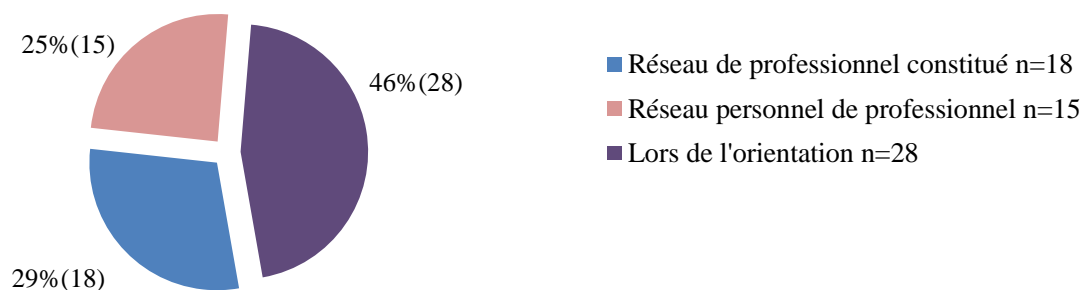 25%(15)
46%(28)
29%(18)
Réseau de professionnel constitué n=18
Réseau personnel de professionnel n=15
Lors de l'orientation n=28